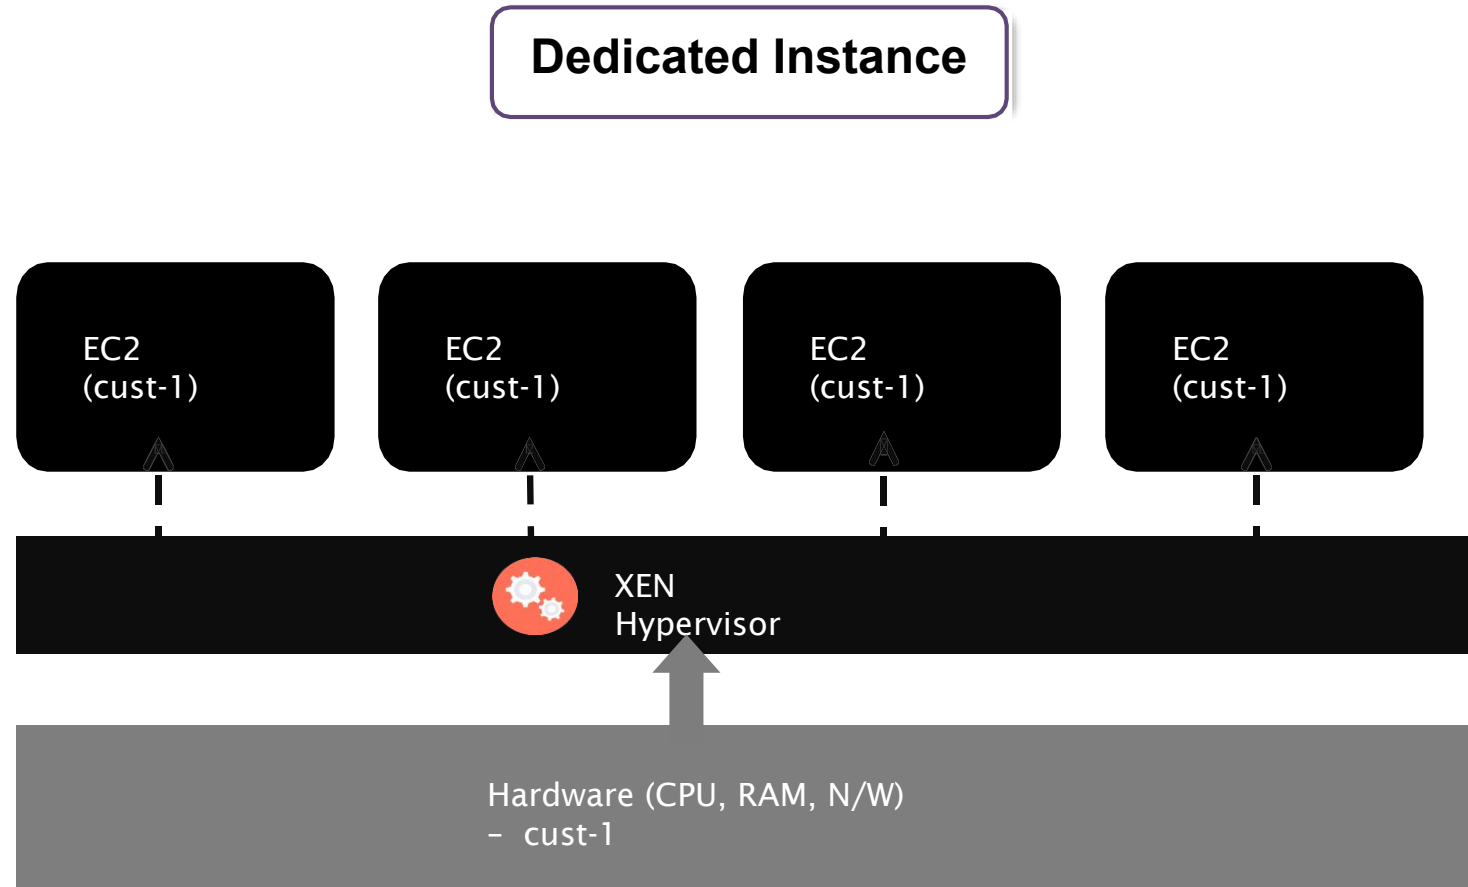 Dedicated Instance
EC2
(cust-1)
EC2
(cust-1)
EC2
(cust-1)
EC2
(cust-1)
XEN
Hypervisor
Hardware (CPU, RAM, N/W)
– cust-1